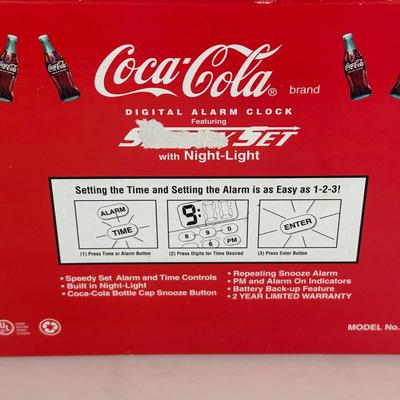 Coca-Cola® brand
DIGITAL ALARM CLOCK
Featuring
SET
with Night-Light
Setting the Time and Setting the Alarm is as Easy as 1-2-3!
ALARM
TIME
(1) Press Time or Alarm Button
9:
8 9 0
6 PM
(2) Press Digits for Time Desired
ENTER
(3) Press Enter Button
• Speedy Set Alarm and Time Controls
• Built in Night-Light
• Coca-Cola Bottle Cap Snooze Button
• Repeating Snooze Alarm
• PM and Alarm On Indicators
• Battery Back-up Feature
• 2 YEAR LIMITED WARRANTY
UL
MODEL No.